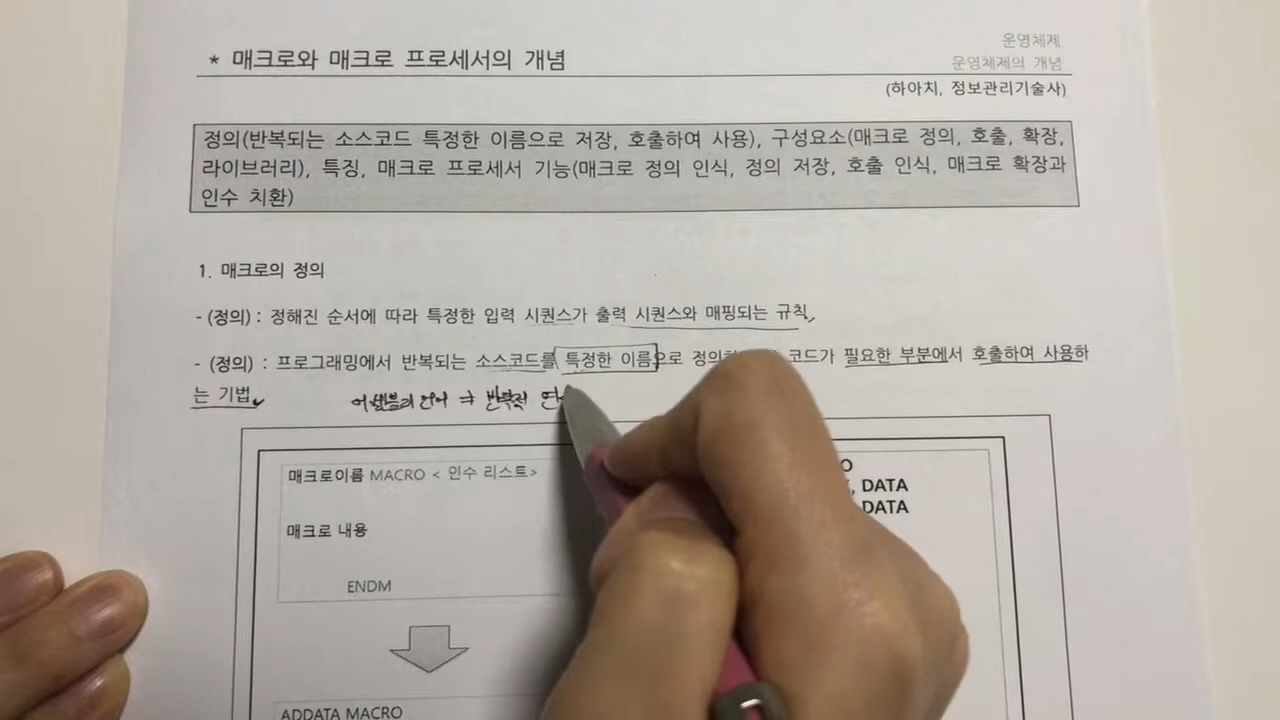 운영체제
* 매크로와 매크로 프로세서의 개념
운영체제의 개념
(하아치, 정보관리기술사)
정의(반복되는 소스코드 특정한 이름으로 저장, 호출하여 사용), 구성요소(매크로 정의, 호출, 확장,
라이브러리), 특징, 매크로 프로세서 기능(매크로 정의 인식, 정의 저장, 호출 인식, 매크로 확장과
인수 치환)
1. 매크로의 정의
- (정의) : 정해진 순서에 따라 특정한 입력 시퀀스가 출력 시퀀스와 매핑되는 규칙
- (정의) : 프로그래밍에서 반복되는 소스코드를 특정한 이름으로 코드가 필요한 부분에서 호출하여 사용하
는 기법
어셈블리 언어 ⇒ 반복적
매크로이름 MACRO < 인수 리스트>
, DATA
DATA
매크로 내용
ENDM
ADDATA MACRO